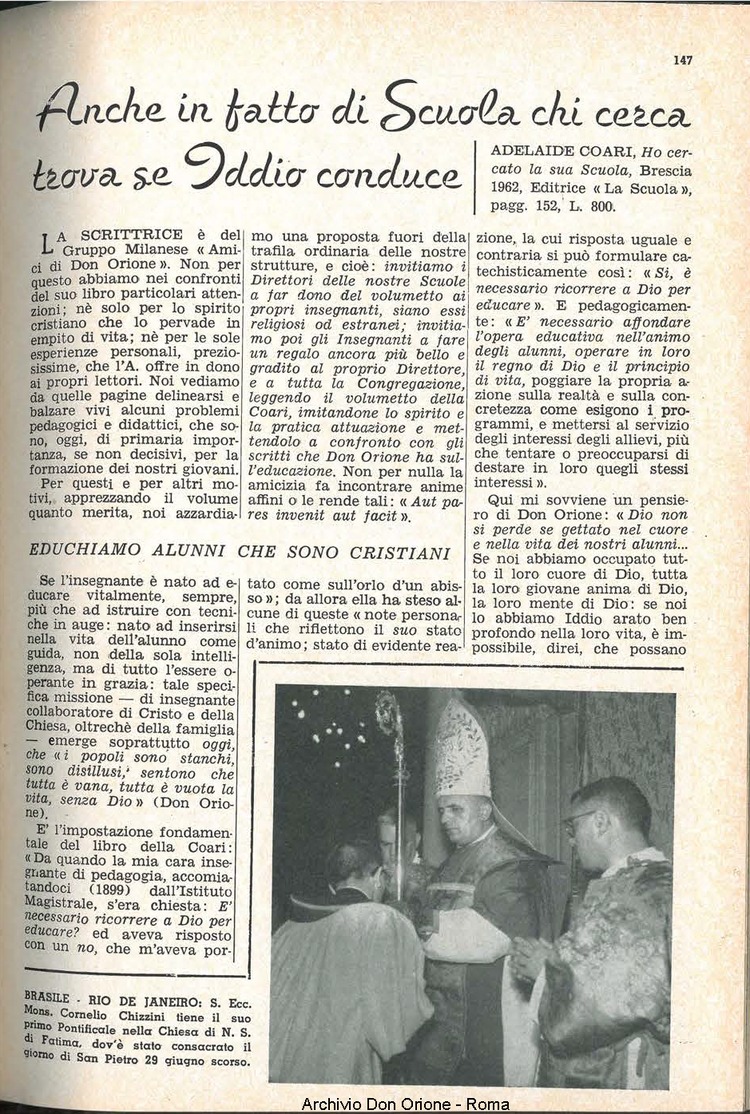 147
Anche in fatto di Scuola chi cerca
trova se Iddio conduce
ADELAIDE COARI, Ho cer-
cato la sua Scuola, Brescia
1962, Editrice « La Scuola »,
pagg. 152, L. 800.
LA SCRITTRICE è del
Gruppo Milanese « Ami-
ci di Don Orione ». Non per
questo abbiamo nei confronti
del suo libro particolari atten-
zioni; nè solo per lo spirito
cristiano che lo pervade in
empito di vita; nè per le sole
esperienze personali, prezio-
sissime, che l'A. offre in dono
ai propri lettori. Noi vediamo
da quelle pagine delinearsi e
balzare vivi alcuni problemi
pedagogici e didattici, che so-
no, oggi, di primaria impor-
tanza, se non decisivi, per la
formazione dei nostri giovani.
Per questi e per altri mo-
tivi, apprezzando il volume
quanto merita, noi azzardia-
mo una proposta fuori della
trafila ordinaria delle nostre
strutture, e cioè: invitiamo i
Direttori delle nostre Scuole
a far dono del volumetto ai
propri insegnanti, siano essi
religiosi od estranei; invitia-
mo poi gli Insegnanti a fare
un regalo ancora più bello e
gradito al proprio Direttore,
e a tutta la Congregazione,
leggendo il volumetto della
Coari, imitandone lo spirito e
la pratica attuazione e met-
tendolo a confronto con gli
scritti che Don Orione ha sul-
l'educazione. Non per nulla la
amicizia fa incontrare anime
affini o le rende tali: « Aut pa-
res invenit aut facit ».
EDUCHIAMO ALUNNI CHE SONO CRISTIANI
Se l'insegnante è nato ad e-
ducare vitalmente, sempre,
più che ad istruire con tecni-
che in auge: nato ad inserirsi
nella vita dell'alunno come
guida, non della sola intelli-
genza, ma di tutto l'essere o-
perante in grazia: tale speci-
fica missione — di insegnante
collaboratore di Cristo e della
Chiesa, oltrechè della famiglia
— emerge soprattutto oggi,
che « i popoli sono stanchi,
sono disillusi, sentono che
tutta è vana, tutta è vuota la
vita, senza Dio » (Don Orio-
ne).
E' l'impostazione fondamen-
tale del libro della Coari:
« Da quando la mia cara inse-
gnante di pedagogia, accomia-
tandoci (1899) dall'Istituto
Magistrale, s'era chiesta: E'
necessario ricorrere a Dio per
educare? ed aveva risposto
con un no, che m'aveva por-
tato come sull'orlo d'un abis-
so »; da allora ella ha steso al-
cune di queste « note persona-
li che riflettono il suo stato
d'animo; stato di evidente rea-
zione, la cui risposta uguale e
contraria si può formulare ca-
techisticamente così: « Si, è
necessario ricorrere a Dio per
educare ». E pedagogicamen-
te: « E' necessario affondare
l'opera educativa nell'animo
degli alunni, operare in loro
il regno di Dio e il principio
di vita, poggiare la propria a-
zione sulla realtà e sulla con-
cretezza come esigono i pro-
grammi, e mettersi al servizio
degli interessi degli allievi, più
che tentare o preoccuparsi di
destare in loro quegli stessi
interessi ».
Qui mi sovviene un pensie-
ro di Don Orione: « Dio non
si perde se gettato nel cuore
e nella vita dei nostri alunni...
Se noi abbiamo occupato tut-
to il loro cuore di Dio, tutta
la loro giovane anima di Dio,
la loro mente di Dio: se noi
lo abbiamo Iddio arato ben
profondo nella loro vita, è im-
possibile, direi, che possano
BRASILE - RIO DE JANEIRO: S. Ecc.
Mons. Cornelio Chizzini tiene il suo
primo Pontificale nella Chiesa di N. S.
di Fatima, dov'è stato consacrato il
giorno di San Pietro 29 giugno scorso.
Archivio Don Orione - Roma